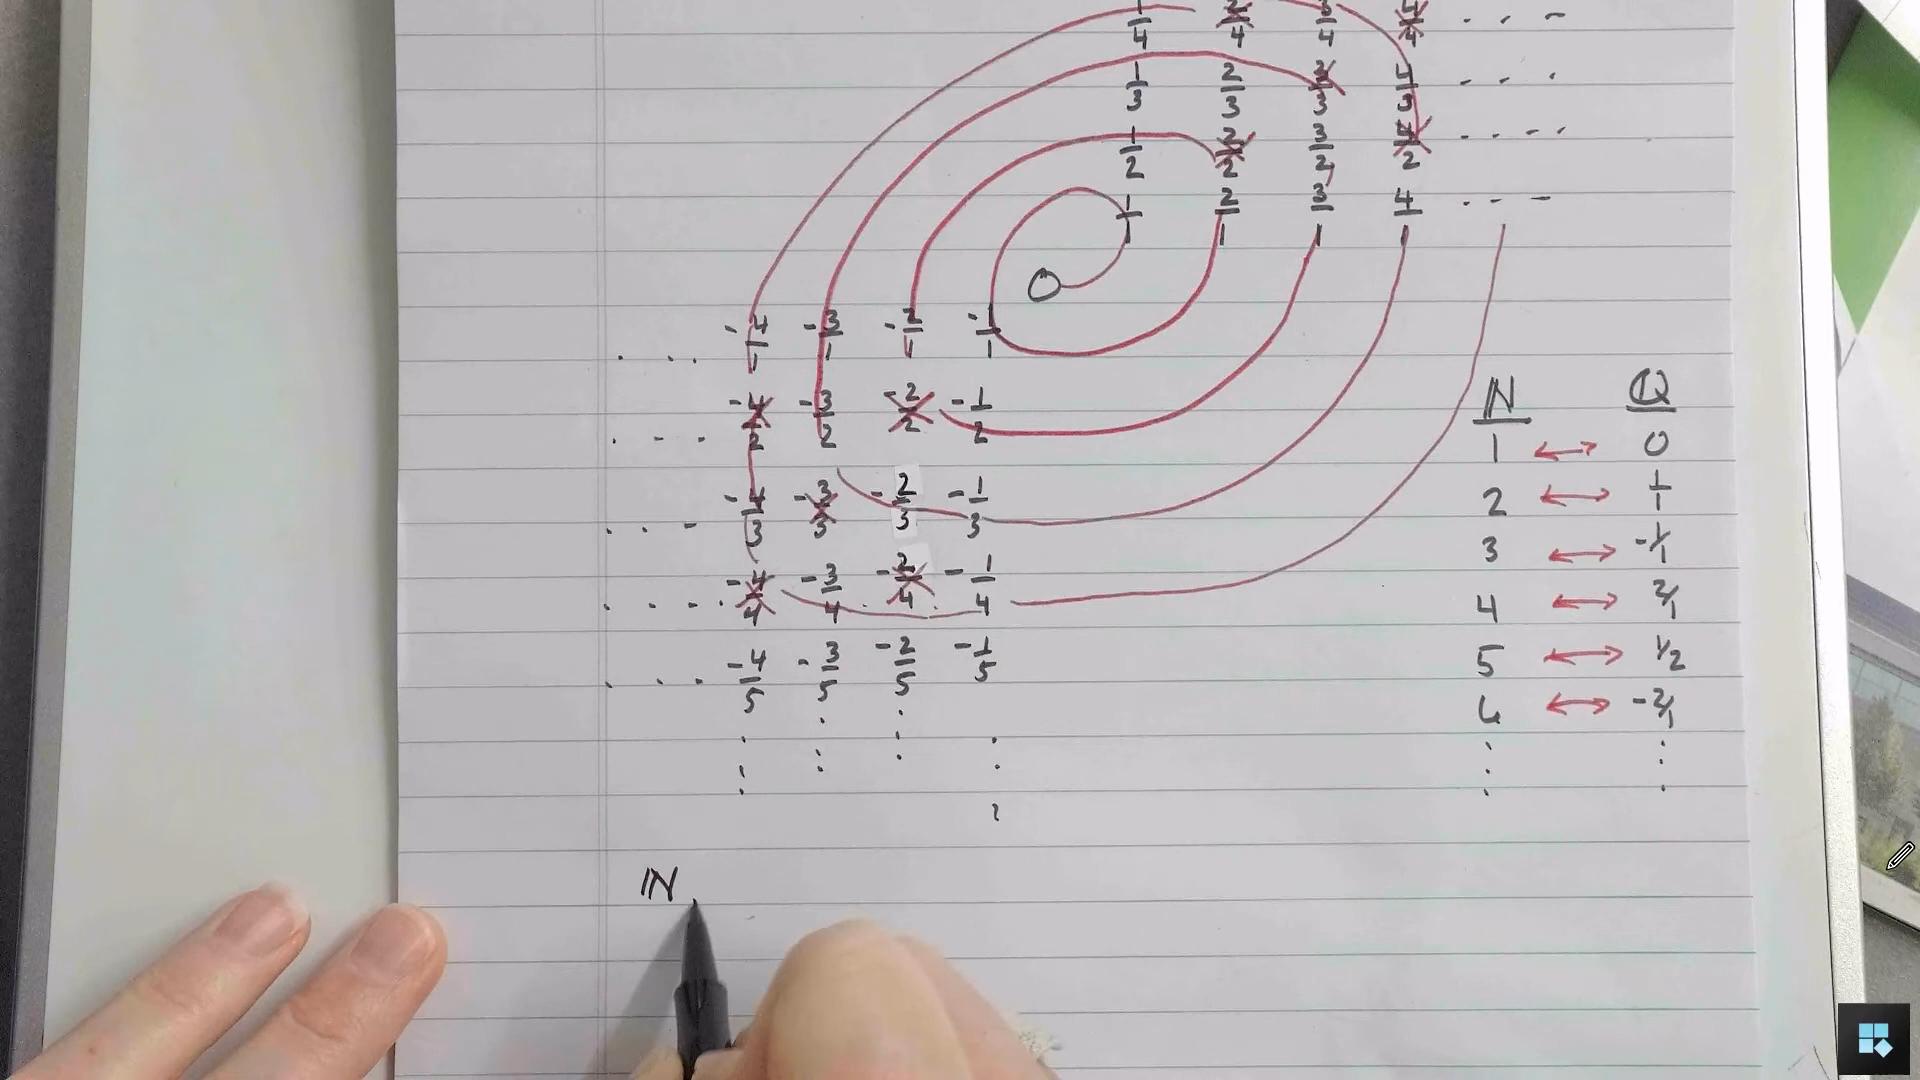 1/4 2/4 3/4 4/4 . . .
1/3 2/3 3/3 4/3 . . .
1/2 2/2 3/2 4/2 . . . .
1/1 2/1 3/1 4/1 . . .
0
. . . -4/1 -3/1 -2/1 -1/1
. . . -4/2 -3/2 -2/2 -1/2
. . . -4/3 -3/3 -2/3 -1/3
. . . . -4/4 -3/4 -2/4 -1/4
. . . -4/5 -3/5 -2/5 -1/5
ℕ ℚ
1 ↔ 0
2 ↔ 1/1
3 ↔ -1/1
4 ↔ 2/1
5 ↔ 1/2
6 ↔ -2/1
ℕ